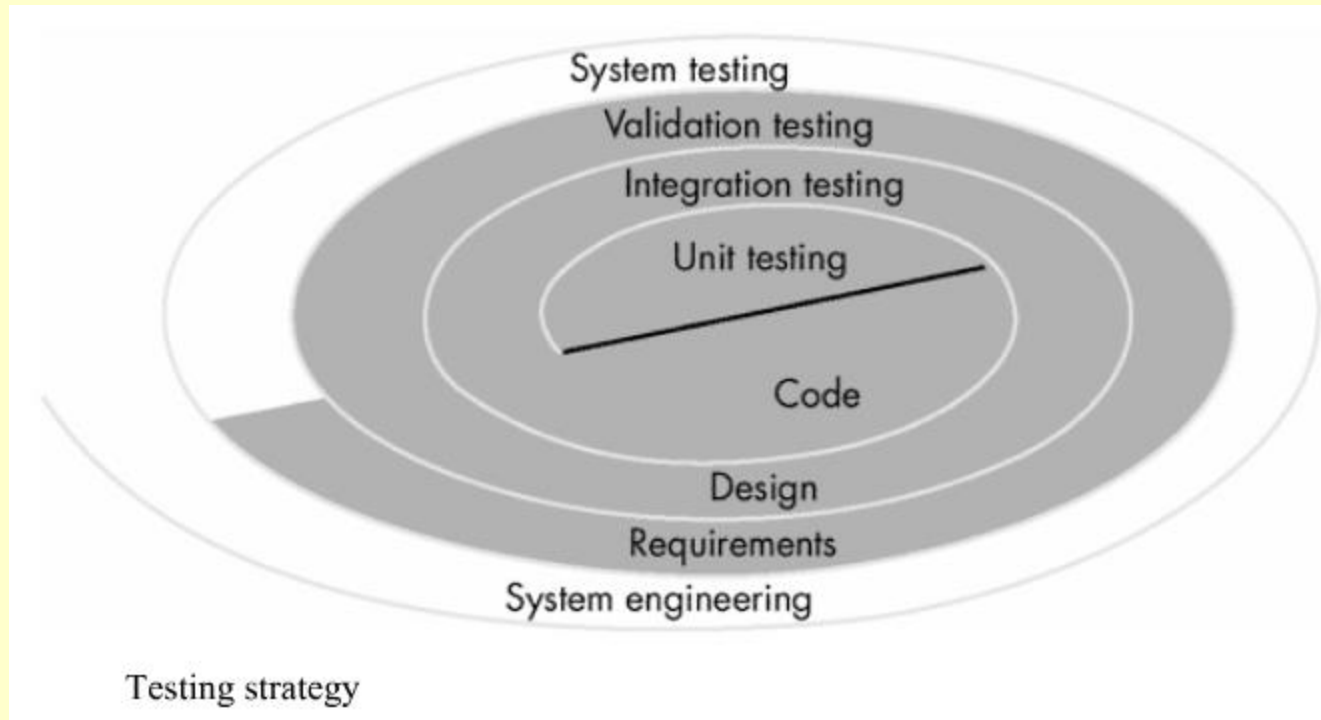 System testing
Validation testing
Integration testing
Unit testing
Code
Design
Requirements
System engineering
Testing strategy